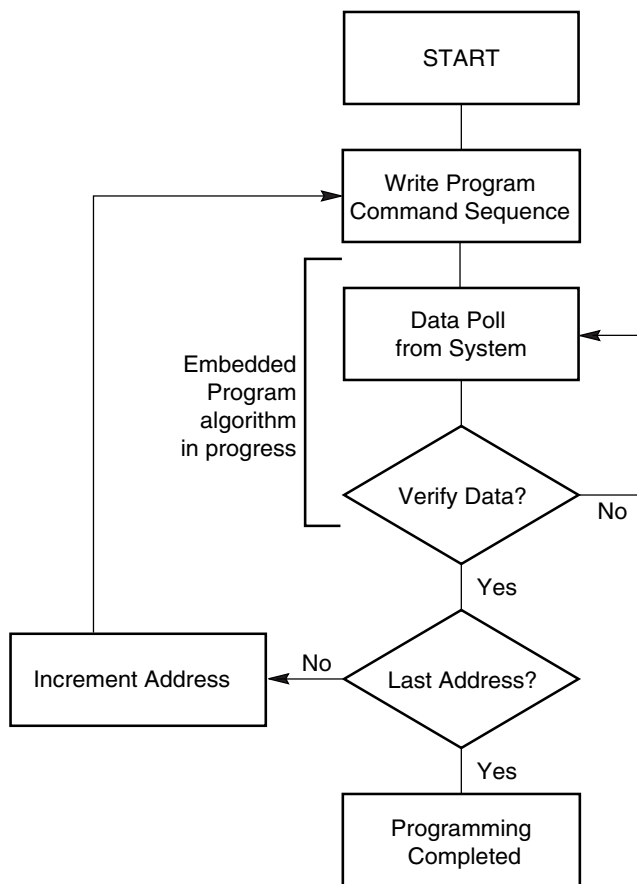 START
Write Program
Command Sequence
Data Poll
from System
Embedded
Program
algorithm
in progress
Verify Data?
No
Yes
Increment Address
No
Last Address?
Yes
Programming
Completed